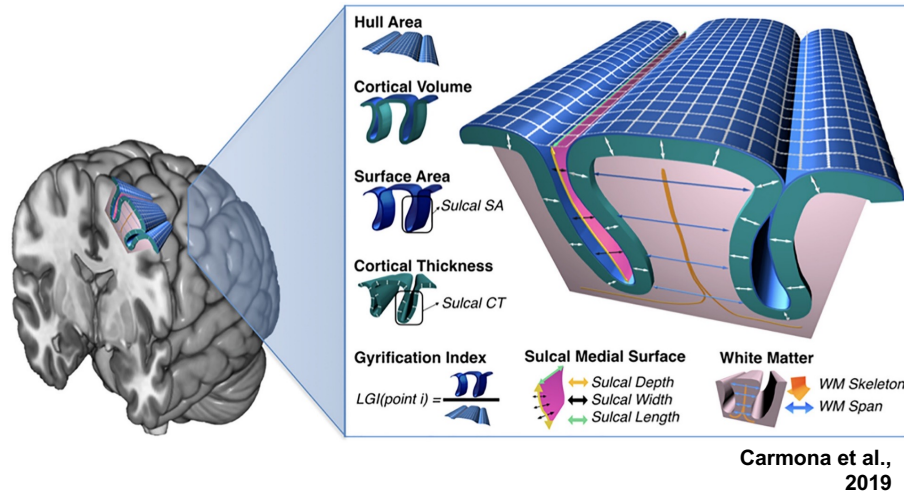 Hull Area
Cortical Volume
Surface Area
Sulcal SA
Cortical Thickness
Sulcal CT
Gyrification Index
LGI(point i) =
Sulcal Medial Surface
Sulcal Depth
Sulcal Width
Sulcal Length
White Matter
WM Skeleton
WM Span
Carmona et al.,
2019